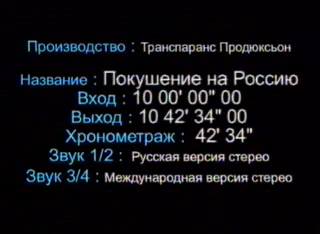 Производство : Транспаранс Продюксьон
Название : Покушение на Россию
Вход : 10 00' 00" 00
Выход : 10 42' 34" 00
Хронометраж : 42' 34"
Звук 1/2 : Русская версия стерео
Звук 3/4 : Международная версия стерео